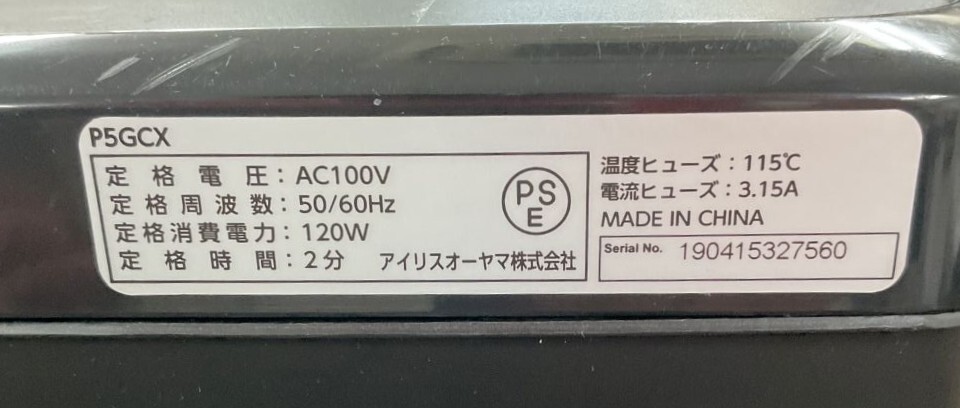 P5GCX
定格電圧：AC100V
定格周波数：50/60Hz
定格消費電力：120W
定格時間：2分
アイリスオーヤマ株式会社
PS
E
温度ヒューズ：115℃
電流ヒューズ：3.15A
MADE IN CHINA
Serial No. 190415327560